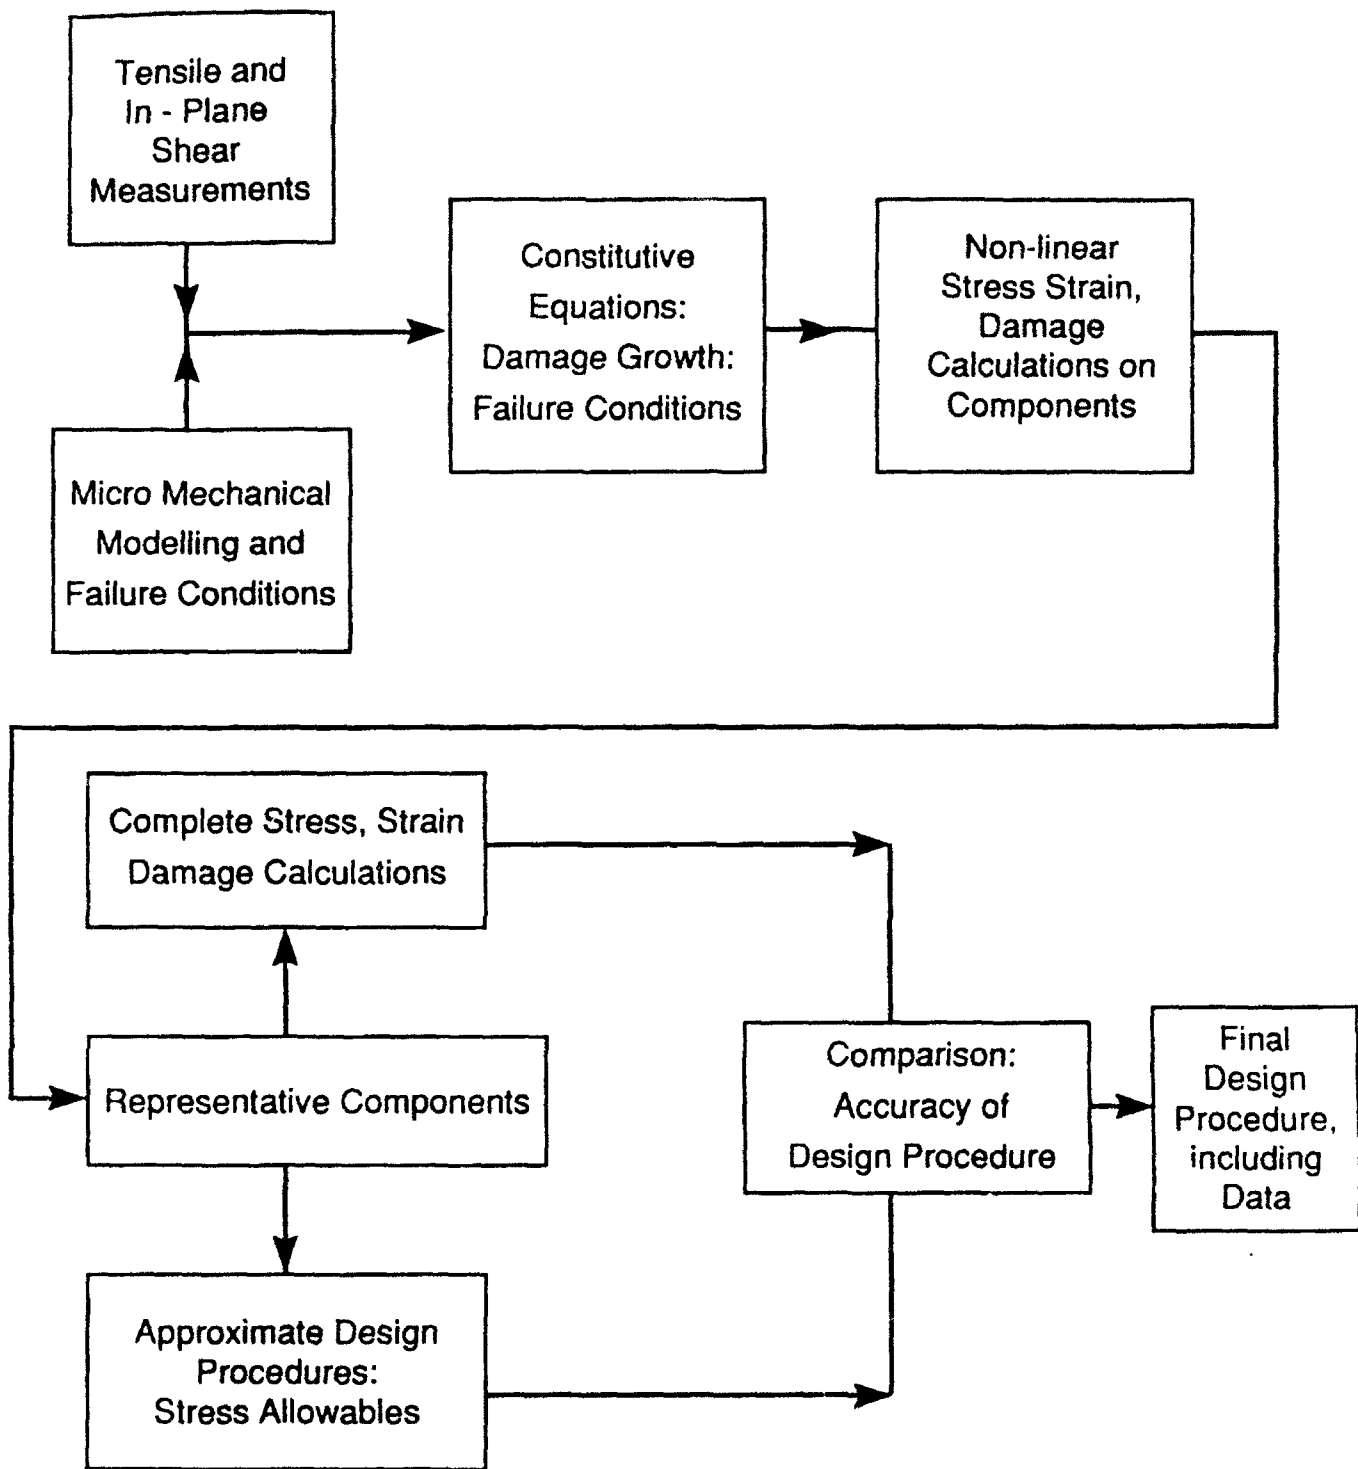 Tensile and
In - Plane
Shear
Measurements
Constitutive
Equations:
Damage Growth:
Failure Conditions
Non-linear
Stress Strain,
Damage
Calculations on
Components
Micro Mechanical
Modelling and
Failure Conditions
Complete Stress, Strain
Damage Calculations
Representative Components
Comparison:
Accuracy of
Design Procedure
Final
Design
Procedure,
including
Data
Approximate Design
Procedures:
Stress Allowables